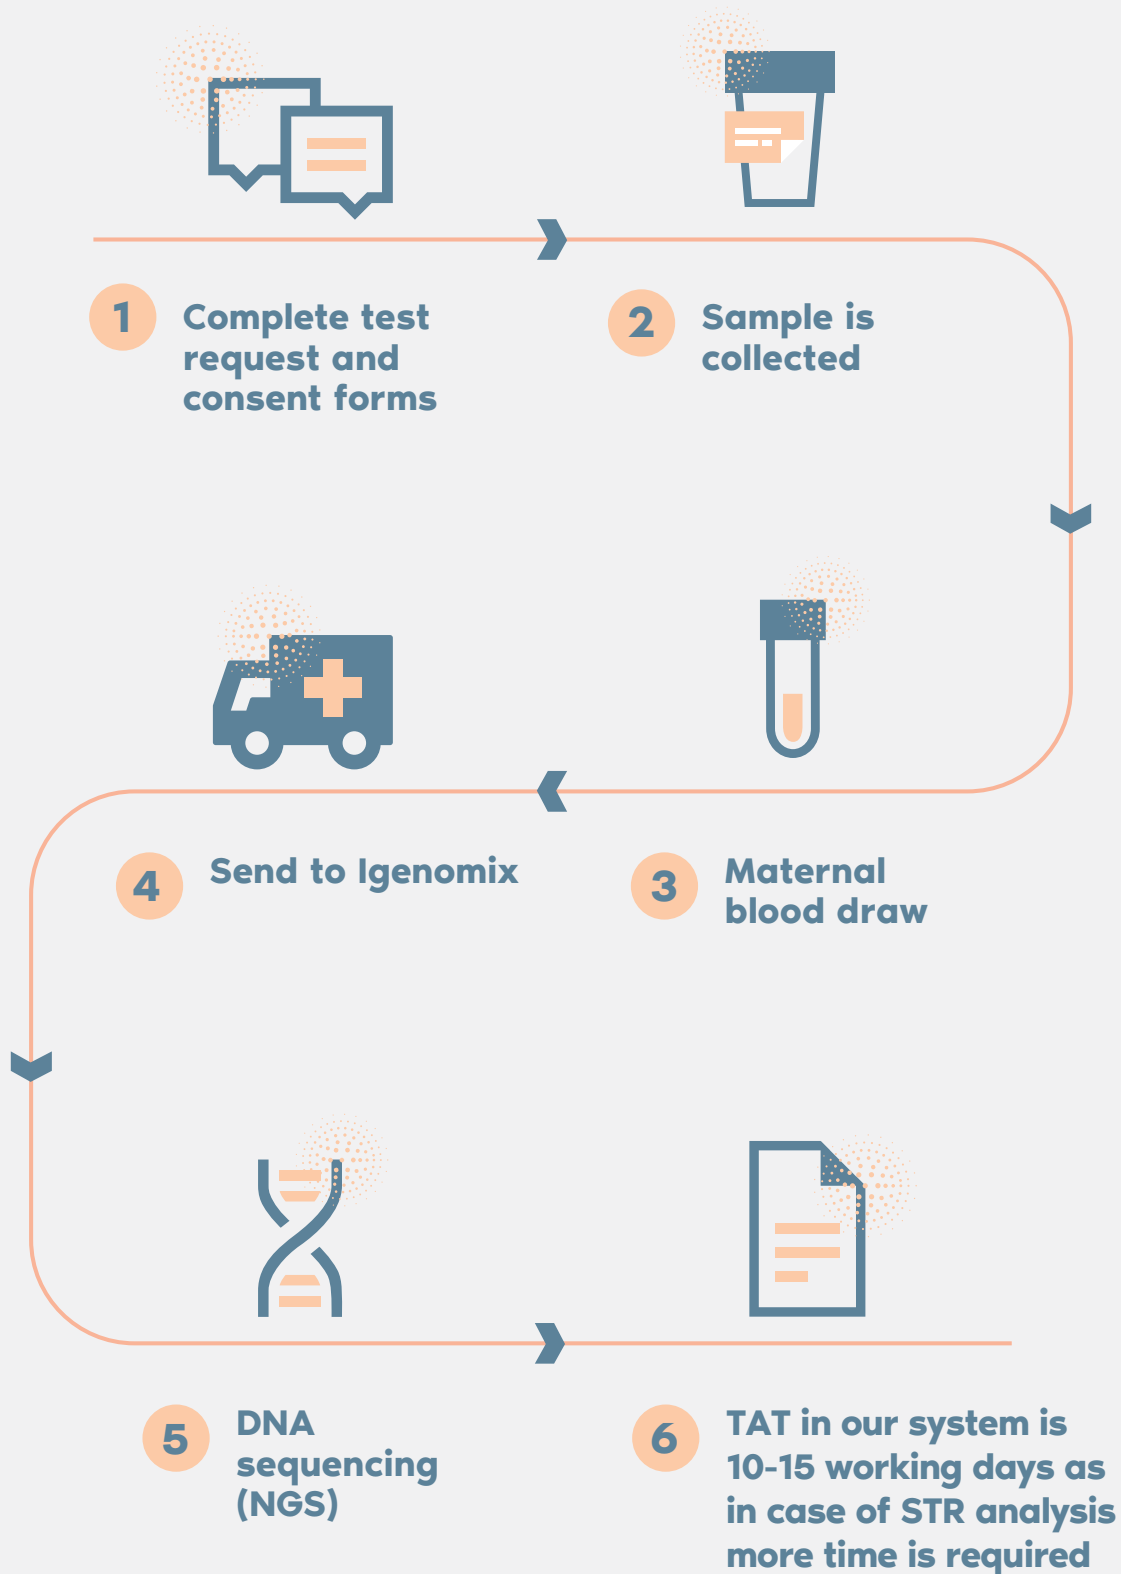 1
Complete test
request and
consent forms
2
Sample is
collected
3
Maternal
blood draw
4
Send to Igenomix
5
DNA
sequencing
(NGS)
6
TAT in our system is
10-15 working days as
in case of STR analysis
more time is required